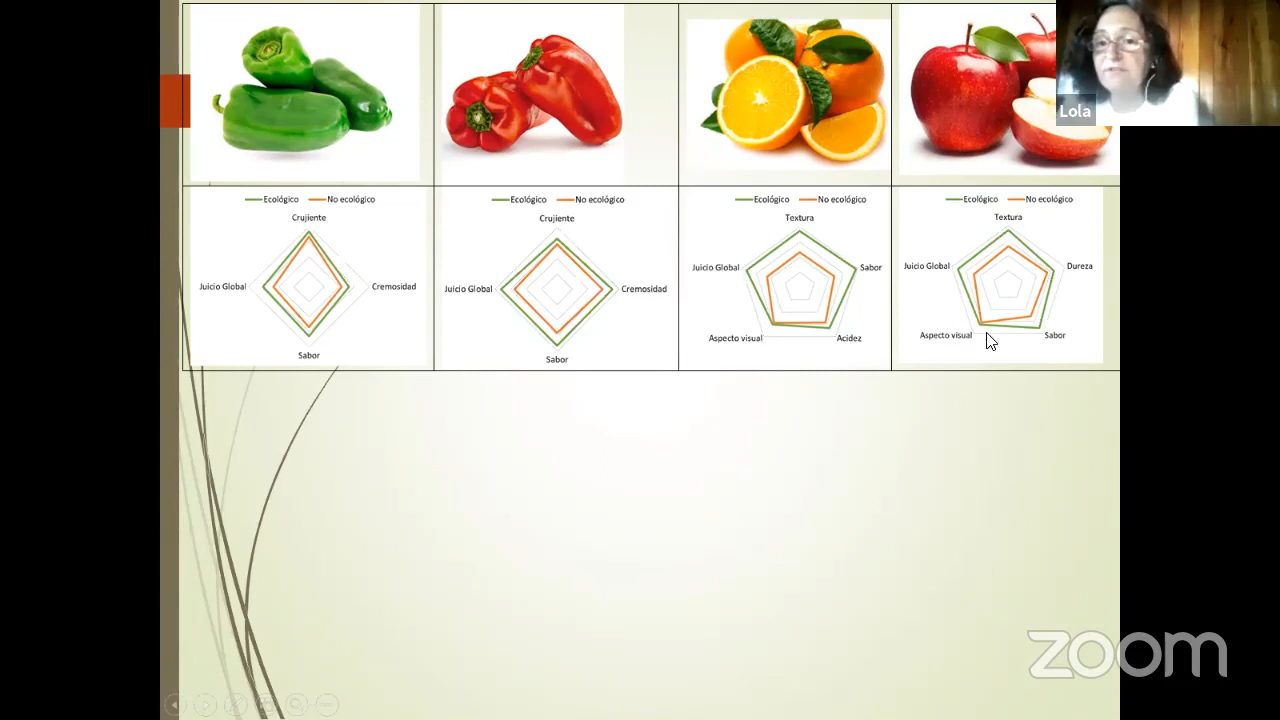 Lola
Ecológico No ecológico
Crujiente
Juicio Global
Cremosidad
Sabor
Ecológico No ecológico
Crujiente
Juicio Global
Cremosidad
Sabor
Ecológico No ecológico
Textura
Juicio Global
Sabor
Aspecto visual
Acidez
Ecológico No ecológico
Textura
Juicio Global
Dureza
Aspecto visual
Sabor
zoom